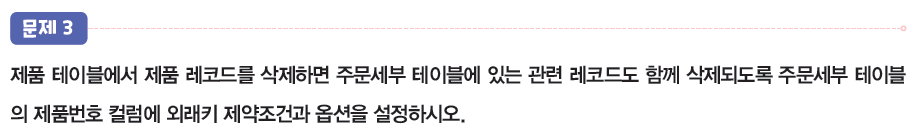 문제 3
제품 테이블에서 제품 레코드를 삭제하면 주문세부 테이블에 있는 관련 레코드도 함께 삭제되도록 주문세부 테이블
의 제품번호 컬럼에 외래키 제약조건과 옵션을 설정하시오.